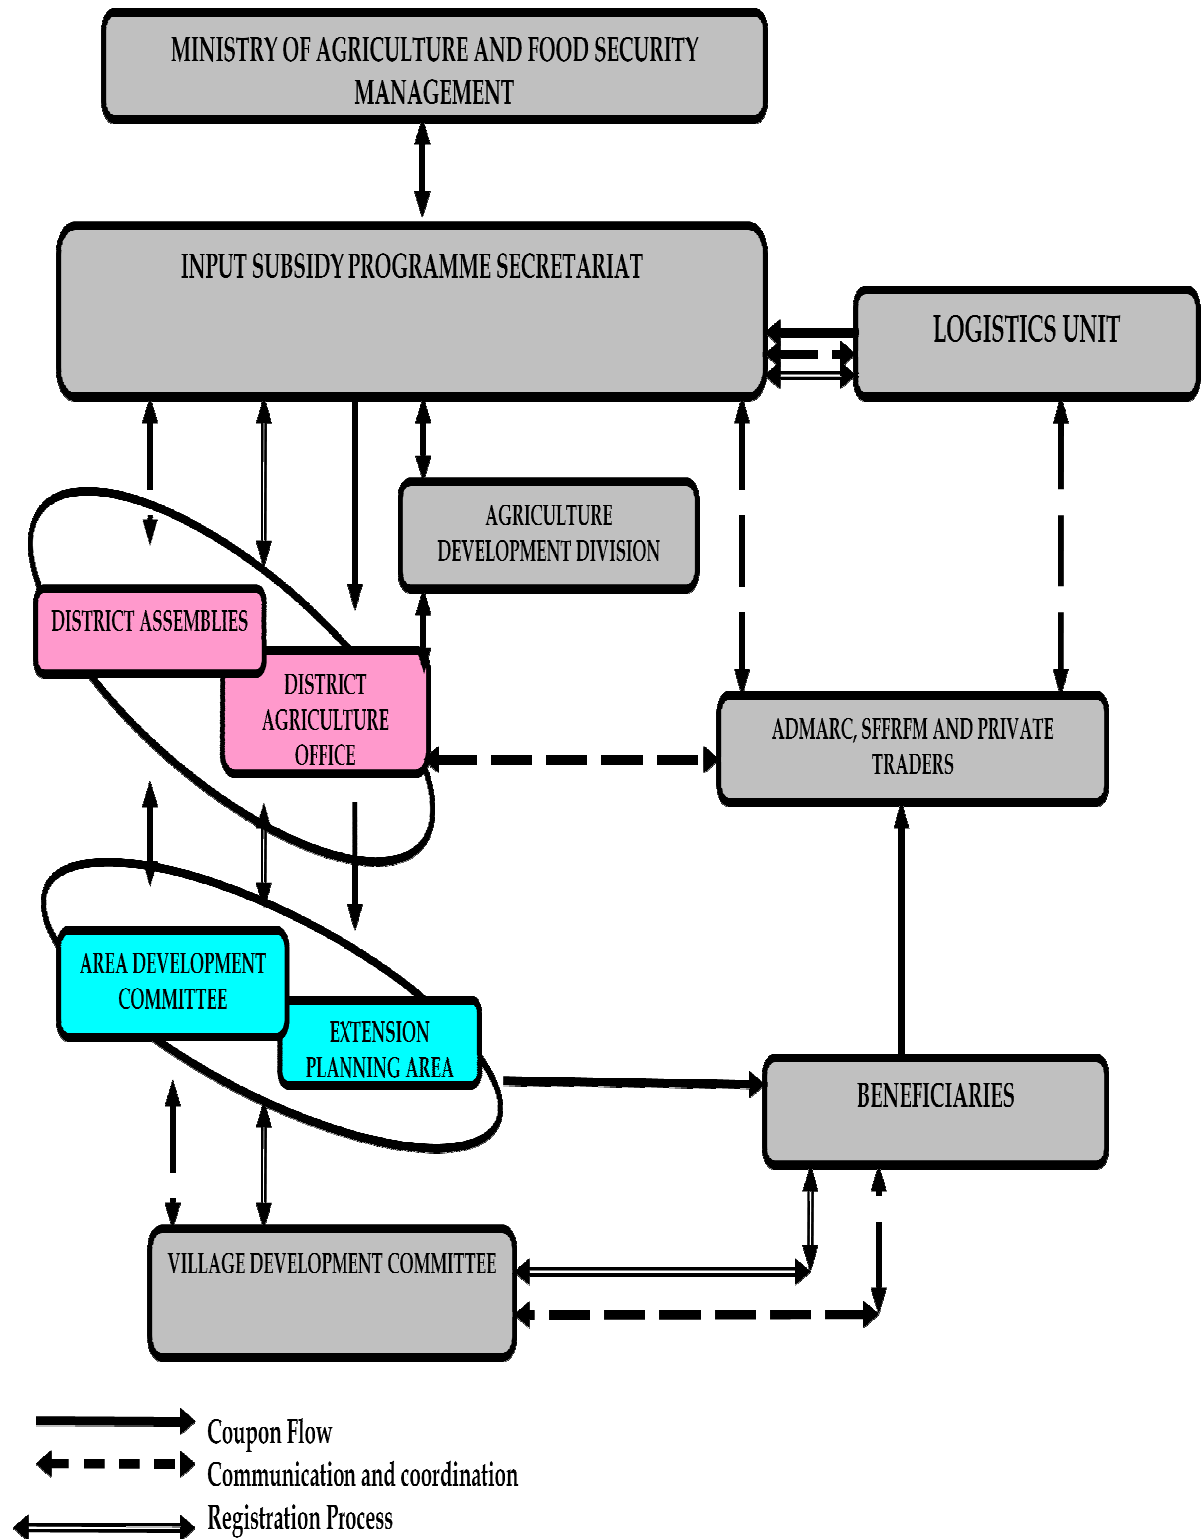 MINISTRY OF AGRICULTURE AND FOOD SECURITY
MANAGEMENT
INPUT SUBSIDY PROGRAMME SECRETARIAT
LOGISTICS UNIT
AGRICULTURE
DEVELOPMENT DIVISION
DISTRICT ASSEMBLIES
DISTRICT
AGRICULTURE
OFFICE
ADMARC, SFFRFM AND PRIVATE
TRADERS
AREA DEVELOPMENT
COMMITTEE
EXTENSION
PLANNING AREA
BENEFICIARIES
VILLAGE DEVELOPMENT COMMITTEE
Coupon Flow
Communication and coordination
Registration Process